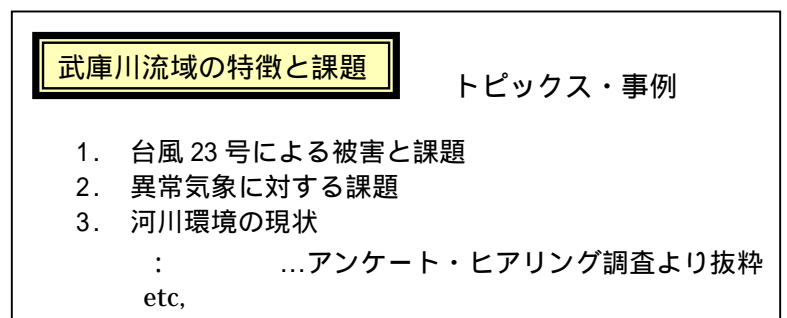 武庫川流域の特徴と課題
トピックス・事例
1. 台風 23 号による被害と課題
2. 異常気象に対する課題
3. 河川環境の現状
： …アンケート・ヒアリング調査より抜粋
etc,